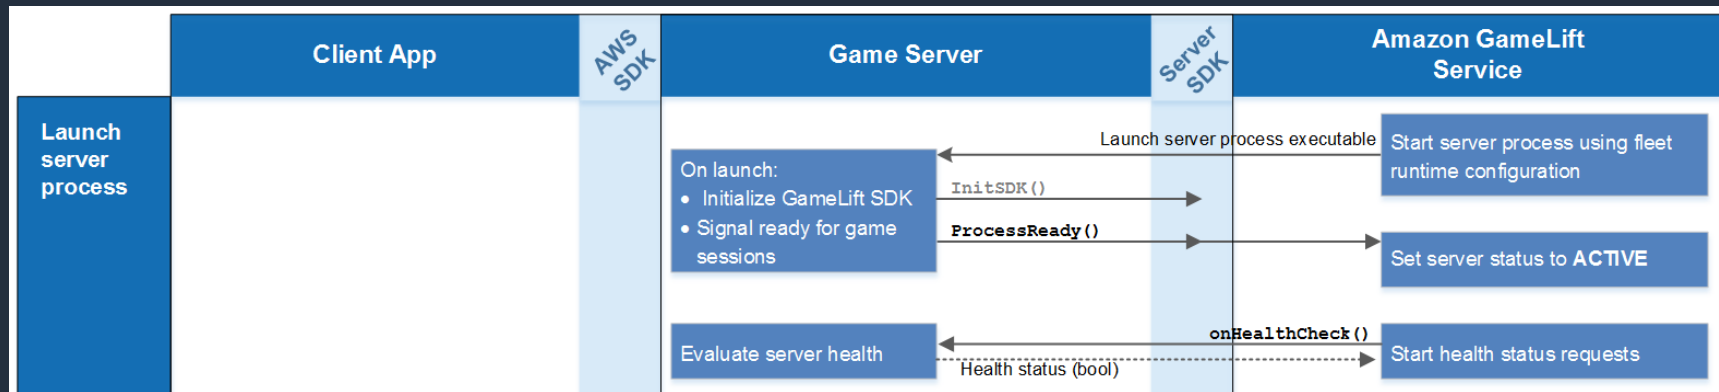 Client App
AWS
SDK
Game Server
Server
SDK
Amazon GameLift
Service
Launch
server
process
Launch server process executable
Start server process using fleet
runtime configuration
On launch:
• Initialize GameLift SDK
• Signal ready for game
sessions
InitSDK()
ProcessReady()
Set server status to ACTIVE
onHealthCheck()
Evaluate server health
Health status (bool)
Start health status requests